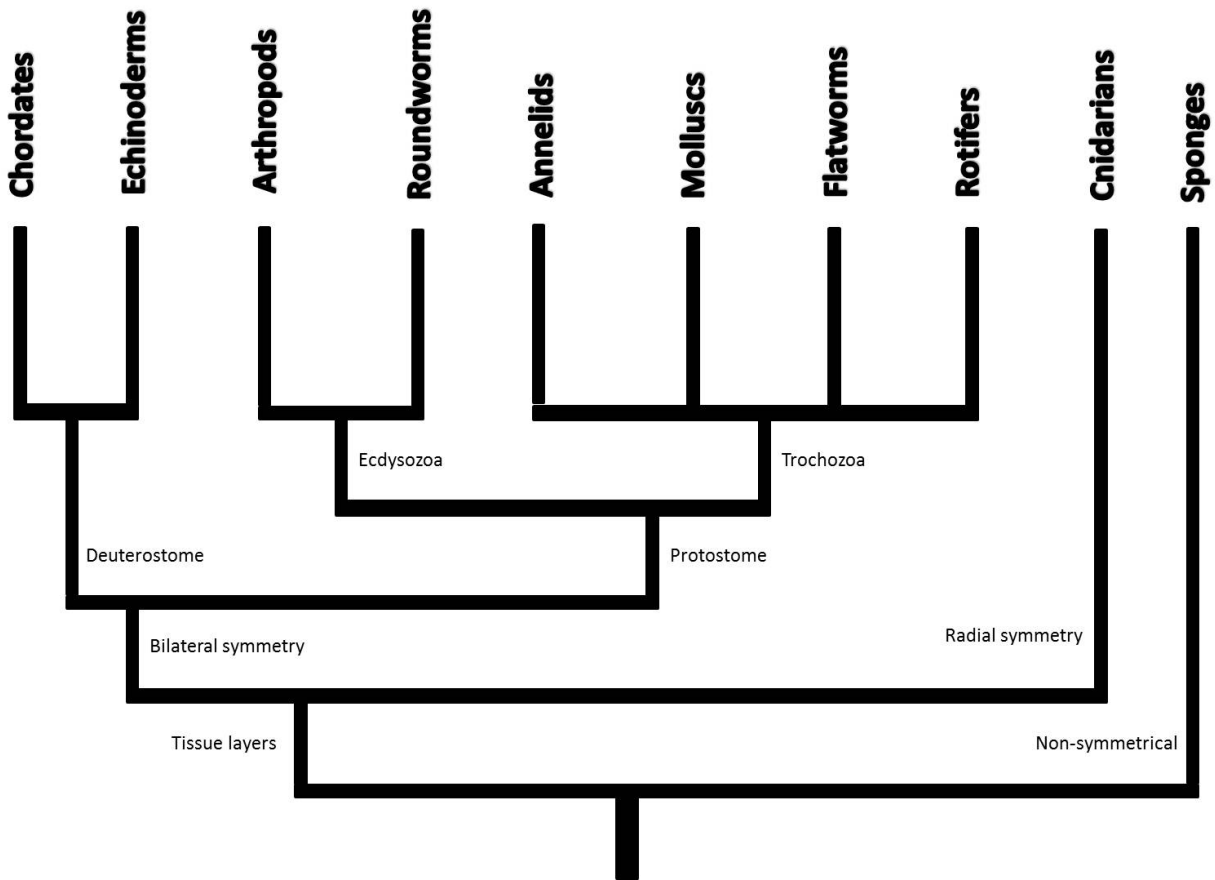 Chordates
Echinoderms
Arthropods
Roundworms
Annelids
Molluscs
Flatworms
Rotifers
Cnidarians
Sponges
Ecdysozoa
Trochozoa
Deuterostome
Protostome
Bilateral symmetry
Radial symmetry
Tissue layers
Non-symmetrical